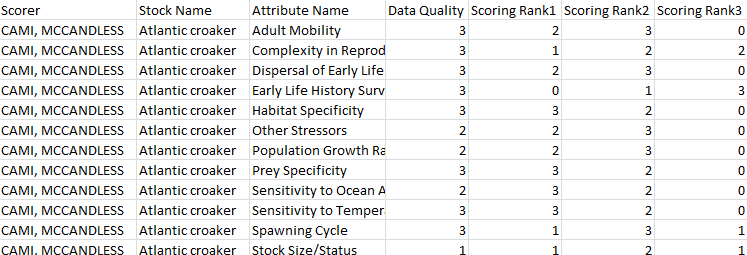 Scorer Stock Name Attribute Name Data Quality Scoring Rank1 Scoring Rank2 Scoring Rank3
CAMI, MCCANDLESS Atlantic croaker Adult Mobility 3 2 3 0
CAMI, MCCANDLESS Atlantic croaker Complexity in Reprod 3 1 2 2
CAMI, MCCANDLESS Atlantic croaker Dispersal of Early Life 3 2 3 0
CAMI, MCCANDLESS Atlantic croaker Early Life History Surv 3 0 1 3
CAMI, MCCANDLESS Atlantic croaker Habitat Specificity 3 3 2 0
CAMI, MCCANDLESS Atlantic croaker Other Stressors 2 2 3 0
CAMI, MCCANDLESS Atlantic croaker Population Growth Ra 2 2 3 0
CAMI, MCCANDLESS Atlantic croaker Prey Specificity 3 3 2 0
CAMI, MCCANDLESS Atlantic croaker Sensitivity to Ocean A 2 3 2 0
CAMI, MCCANDLESS Atlantic croaker Sensitivity to Temper 3 3 2 0
CAMI, MCCANDLESS Atlantic croaker Spawning Cycle 3 1 3 1
CAMI, MCCANDLESS Atlantic croaker Stock Size/Status 1 1 2 1